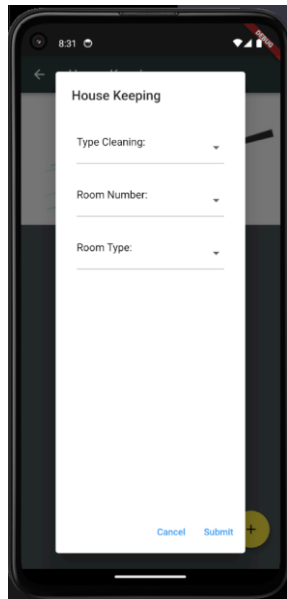 8:31
DEBUG
House Keeping
Type Cleaning:
Room Number:
Room Type:
Cancel
Submit